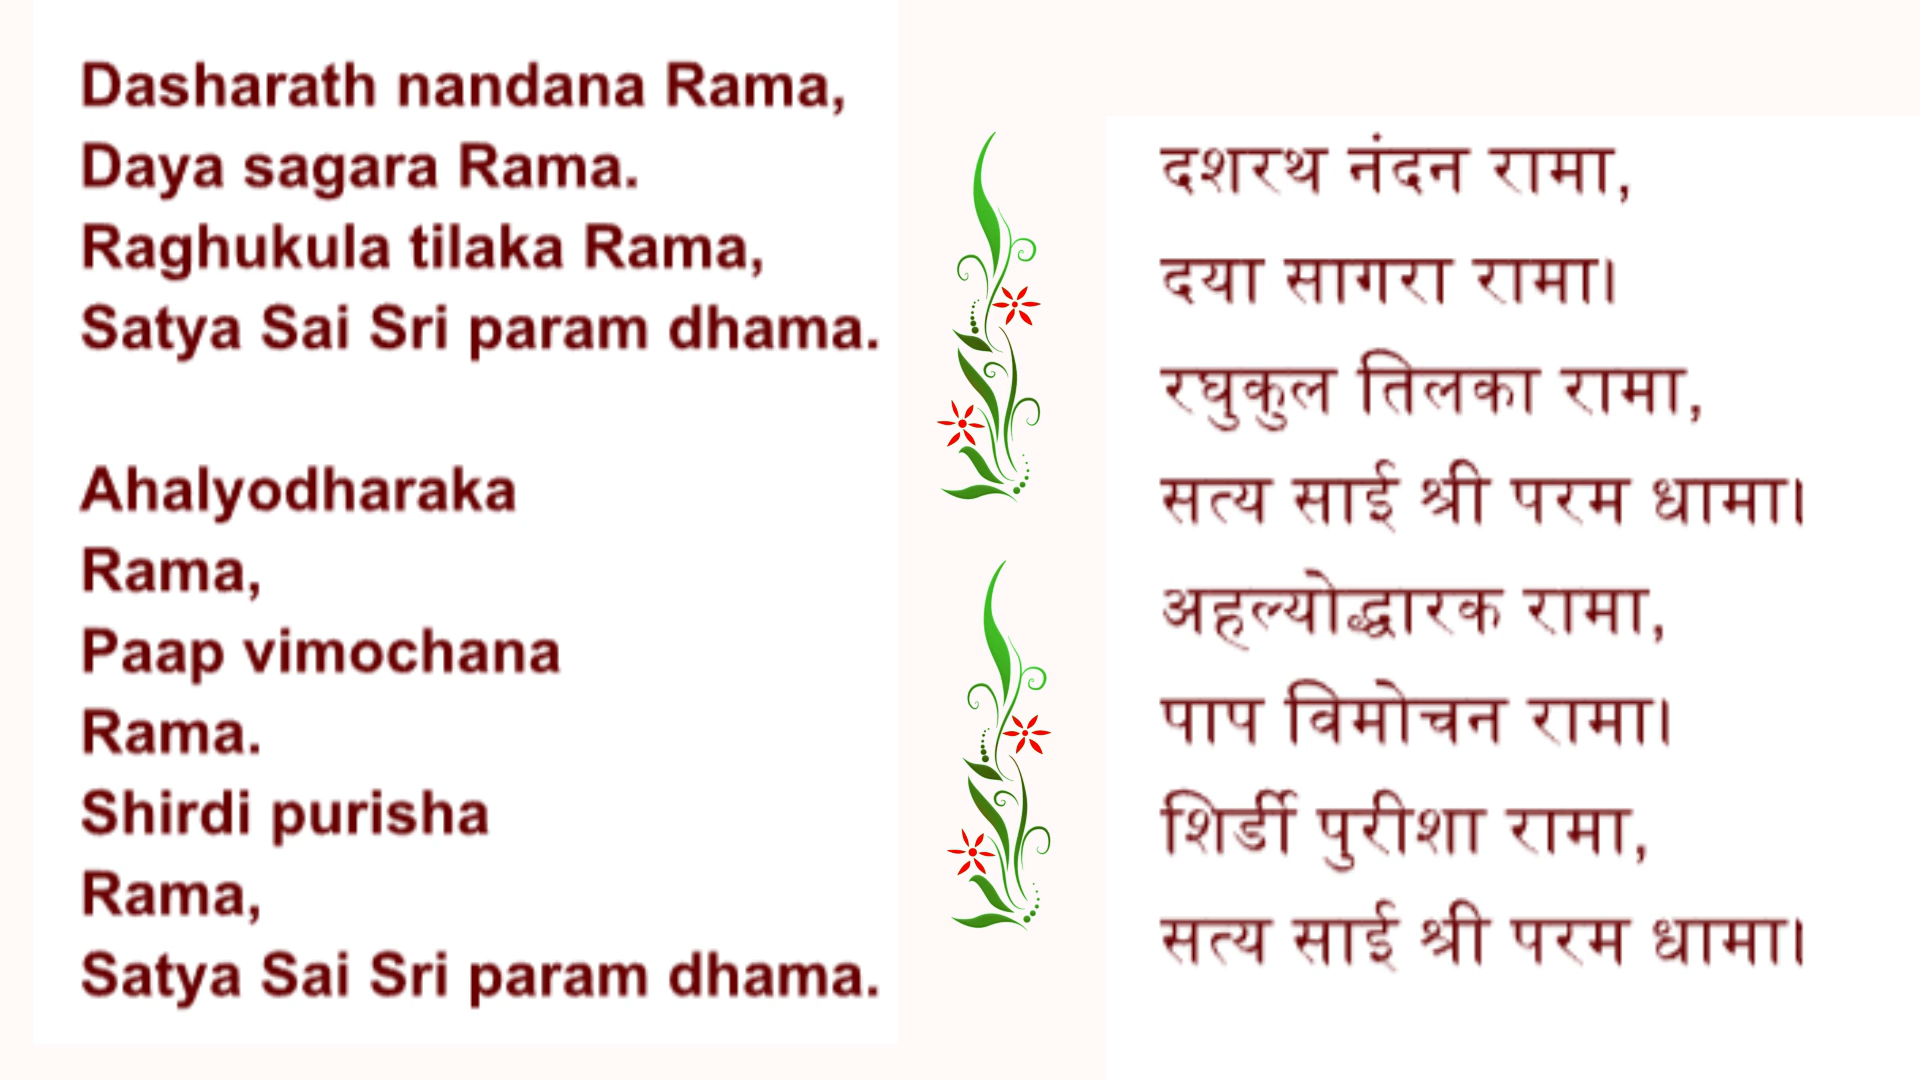 Dasharath nandana Rama,
Daya sagara Rama.
Raghukula tilaka Rama,
Satya Sai Sri param dhama.
Ahalyodharaka
Rama,
Paap vimochana
Rama.
Shirdi purisha
Rama,
Satya Sai Sri param dhama.
दशरथ नंदन रामा,
दया सागरा रामा।
रघुकुल तिलका रामा,
सत्य साई श्री परम धामा।
अहल्योद्धारक रामा,
पाप विमोचन रामा।
शिर्डी पुरीशा रामा,
सत्य साई श्री परम धामा।